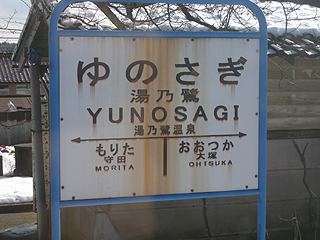 ゆのさぎ
湯乃鷺
YUNOSAGI
湯乃鷺温泉
もりた おおつか
守田 大塚
MORITA OHTSUKA